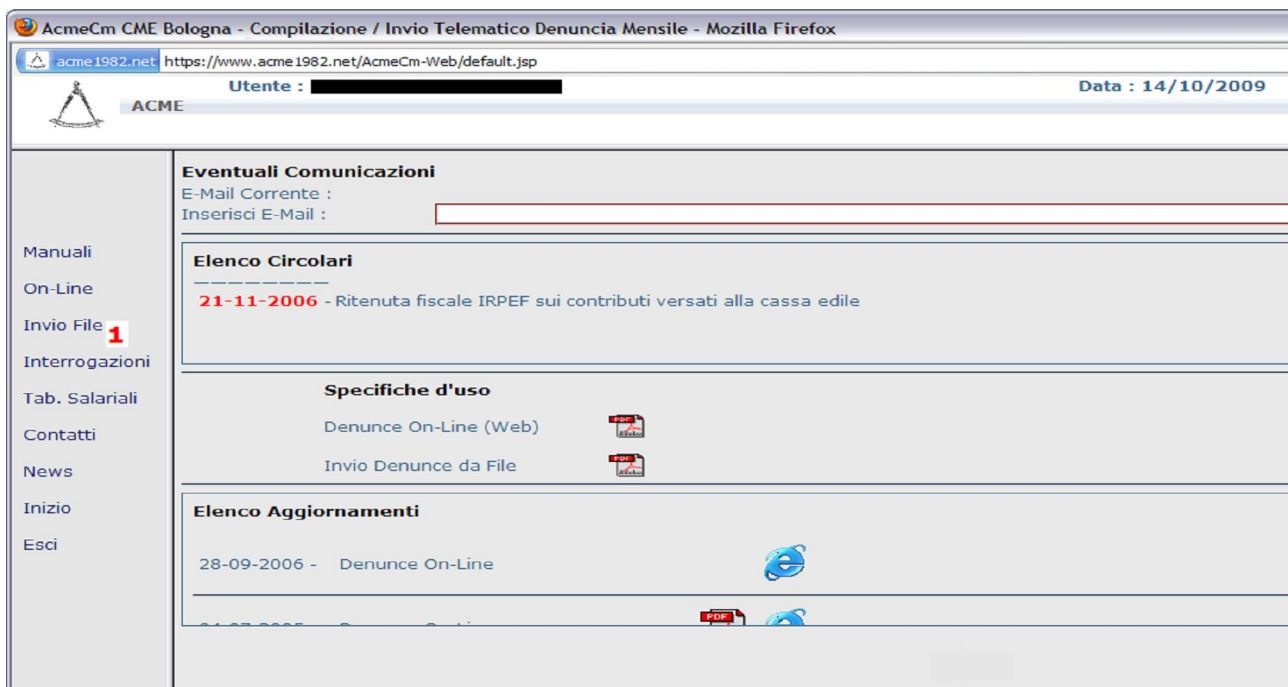 AcmeCm CME Bologna - Compilazione / Invio Telematico Denuncia Mensile - Mozilla Firefox
acme1982.net https://www.acme1982.net/AcmeCm-Web/default.jsp
Utente : Data : 14/10/2009
ACME
Eventuali Comunicazioni
E-Mail Corrente :
Inserisci E-Mail :
Manuali
On-Line
Invio File 1
Interrogazioni
Tab. Salariali
Contatti
News
Inizio
Esci
Elenco Circolari
________
21-11-2006 - Ritenuta fiscale IRPEF sui contributi versati alla cassa edile
Specifiche d'uso
Denunce On-Line (Web) PDF Adobe
Invio Denunce da File PDF Adobe
Elenco Aggiornamenti
28-09-2006 - Denunce On-Line
PDF